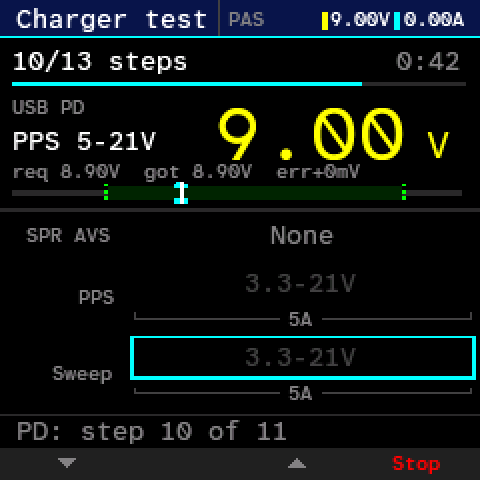 Charger test PAS 9.00V 0.00A
10/13 steps 0:42
USB PD
PPS 5-21V 9.00 V
req 8.90V got 8.90V err+0mV
SPR AVS None
PPS 3.3-21V
5A
Sweep 3.3-21V
5A
PD: step 10 of 11
Stop